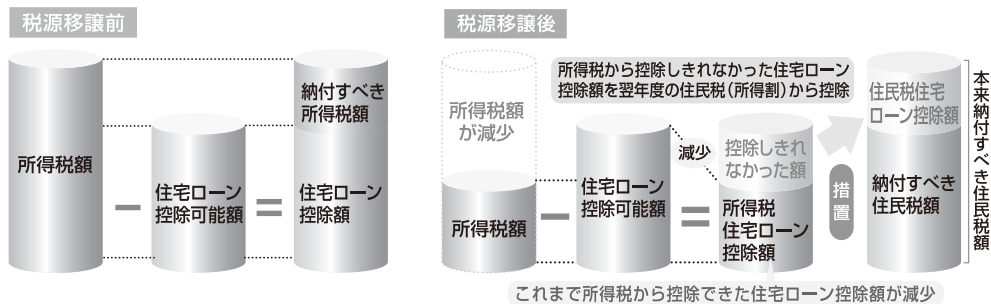 税源移譲前
所得税額
−
住宅ローン
控除可能額
=
納付すべき
所得税額
住宅ローン
控除額
税源移譲後
所得税額
が減少
所得税額
−
住宅ローン
控除可能額
=
減少
所得税から控除しきれなかった住宅ローン
控除額を翌年度の住民税(所得割)から控除
控除しきれ
なかった額
所得税
住宅ローン
控除額
措置
住民税住宅
ローン控除額
納付すべき
住民税額
本来納付すべき住民税額
これまで所得税から控除できた住宅ローン控除額が減少